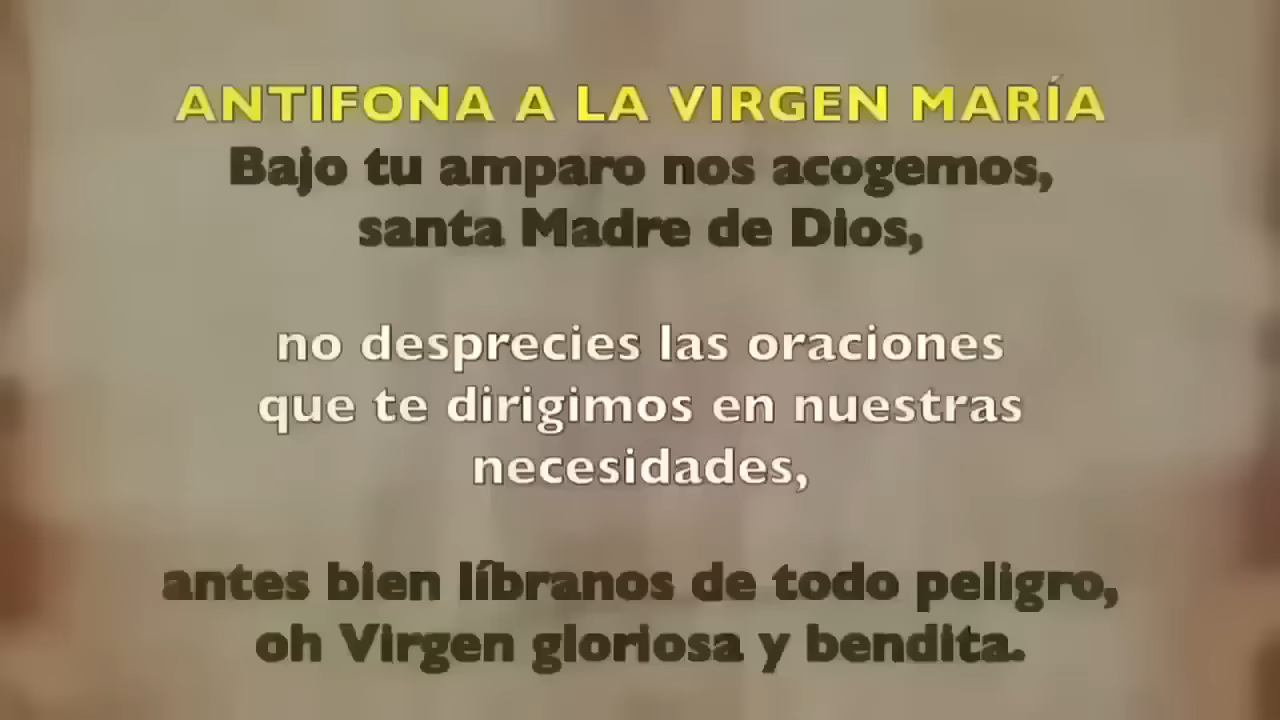 ANTIFONA A LA VIRGEN MARÍA
Bajo tu amparo nos acogemos,
santa Madre de Dios,
no desprecies las oraciones
que te dirigimos en nuestras
necesidades,
antes bien líbranos de todo peligro,
oh Virgen gloriosa y bendita.